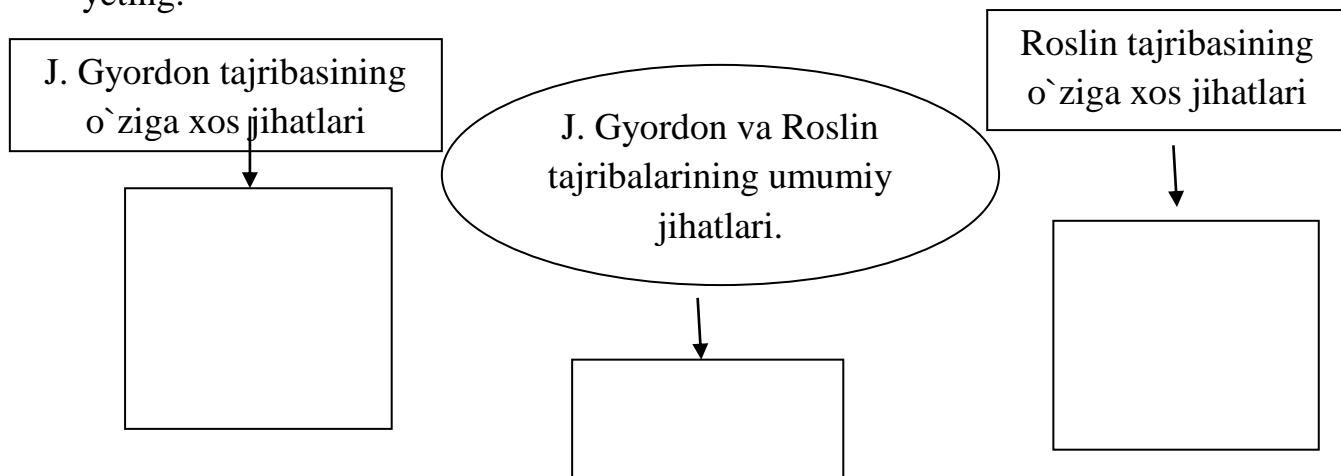 yeting.
J. Gyordon tajribasining
o`ziga xos jihatlari
J. Gyordon va Roslin
tajribalarining umumiy
jihatlari.
Roslin tajribasining
o`ziga xos jihatlari